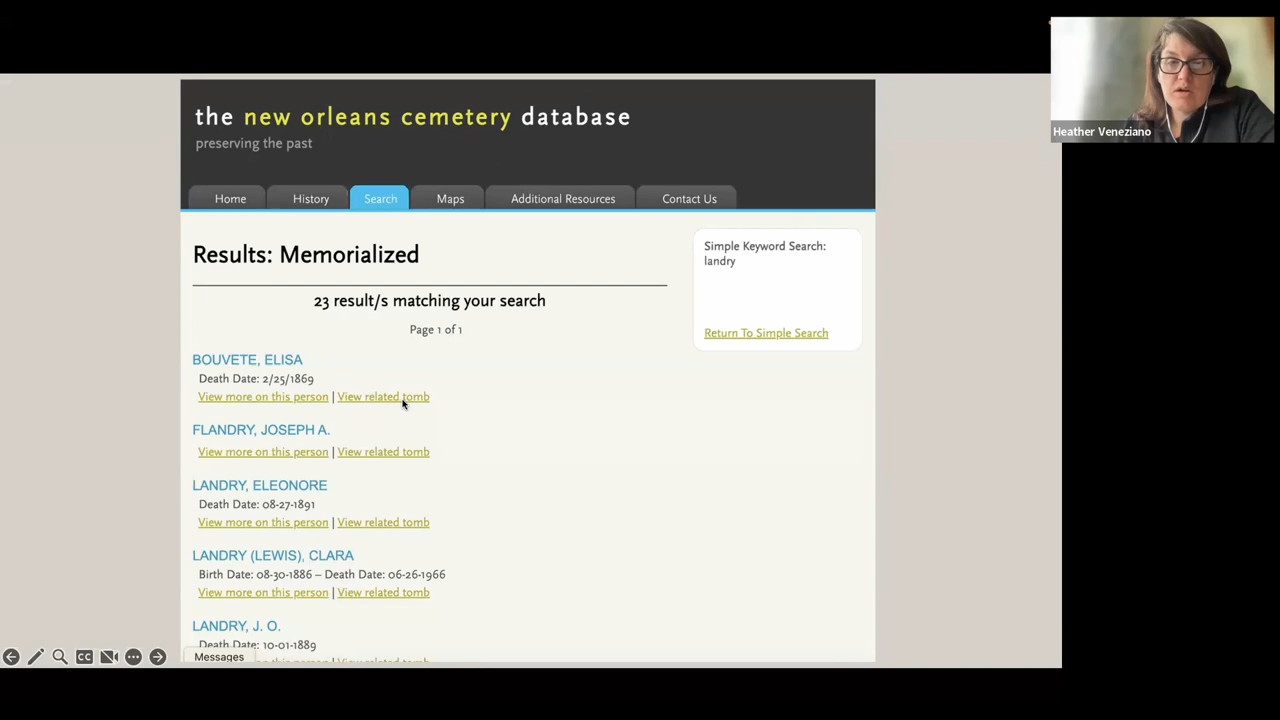 the new orleans cemetery database
preserving the past
Home History Search Maps Additional Resources Contact Us
Results: Memorialized
23 result/s matching your search
Page 1 of 1
BOUVETE, ELISA
Death Date: 2/25/1869
View more on this person | View related tomb
FLANDRY, JOSEPH A.
View more on this person | View related tomb
LANDRY, ELEONORE
Death Date: 08-27-1891
View more on this person | View related tomb
LANDRY (LEWIS), CLARA
Birth Date: 08-30-1886 – Death Date: 06-26-1966
View more on this person | View related tomb
LANDRY, J. O.
Death Date: 10-01-1889
Messages
Simple Keyword Search:
landry
Return To Simple Search
Heather Veneziano
CC